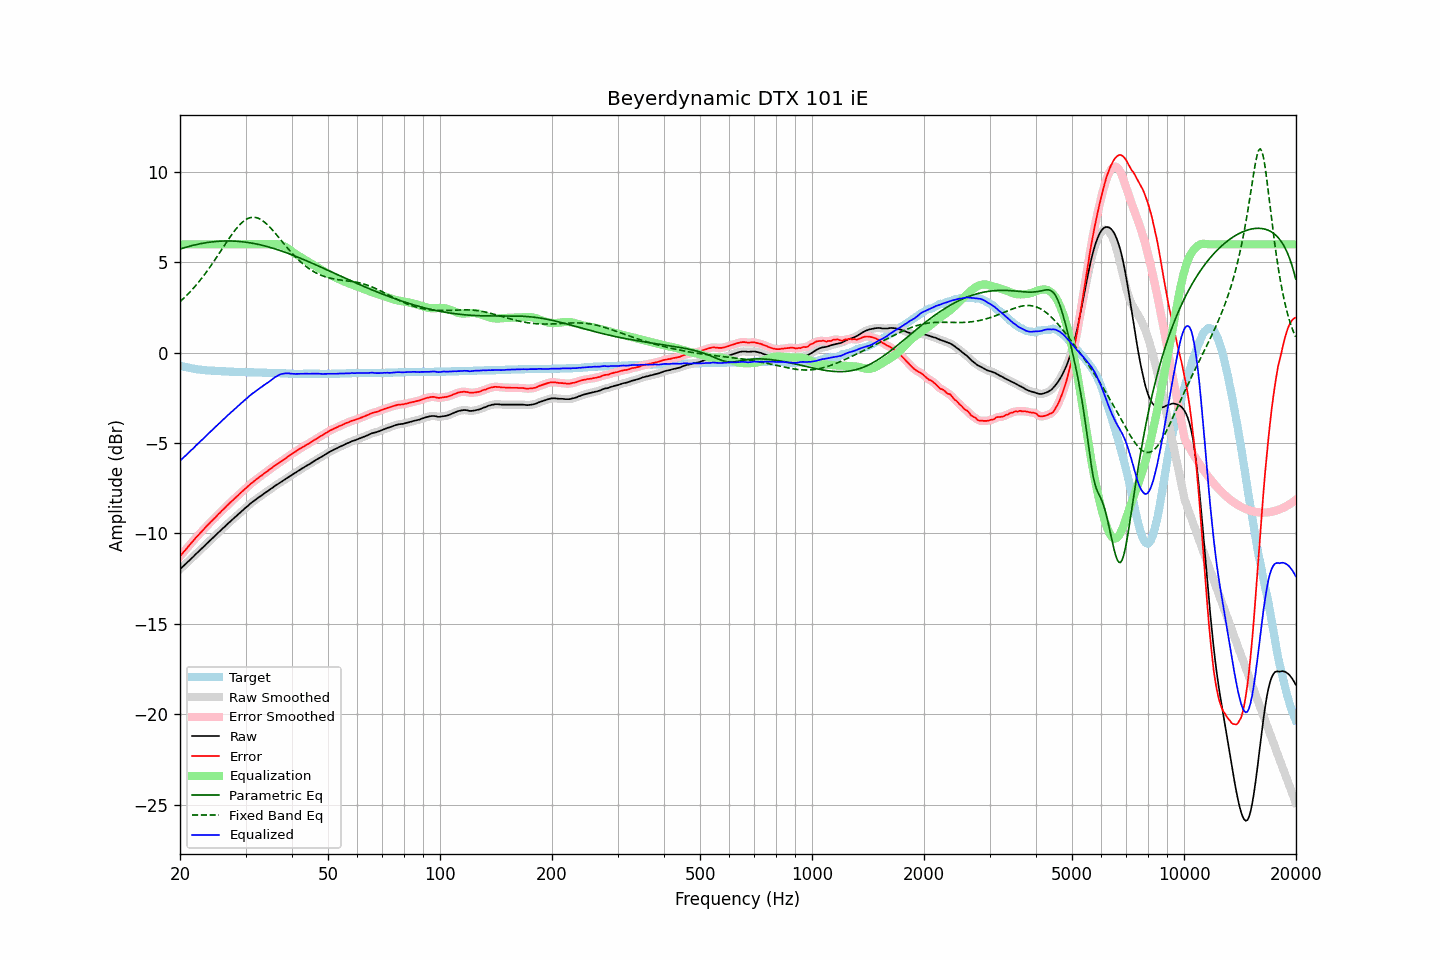 Beyerdynamic DTX 101 iE
Amplitude (dBr)
10
5
0
−5
−10
−15
−20
−25
Target
Raw Smoothed
Error Smoothed
Raw
Error
Equalization
Parametric Eq
Fixed Band Eq
Equalized
20 50 100 200 500 1000 2000 5000 10000 20000
Frequency (Hz)